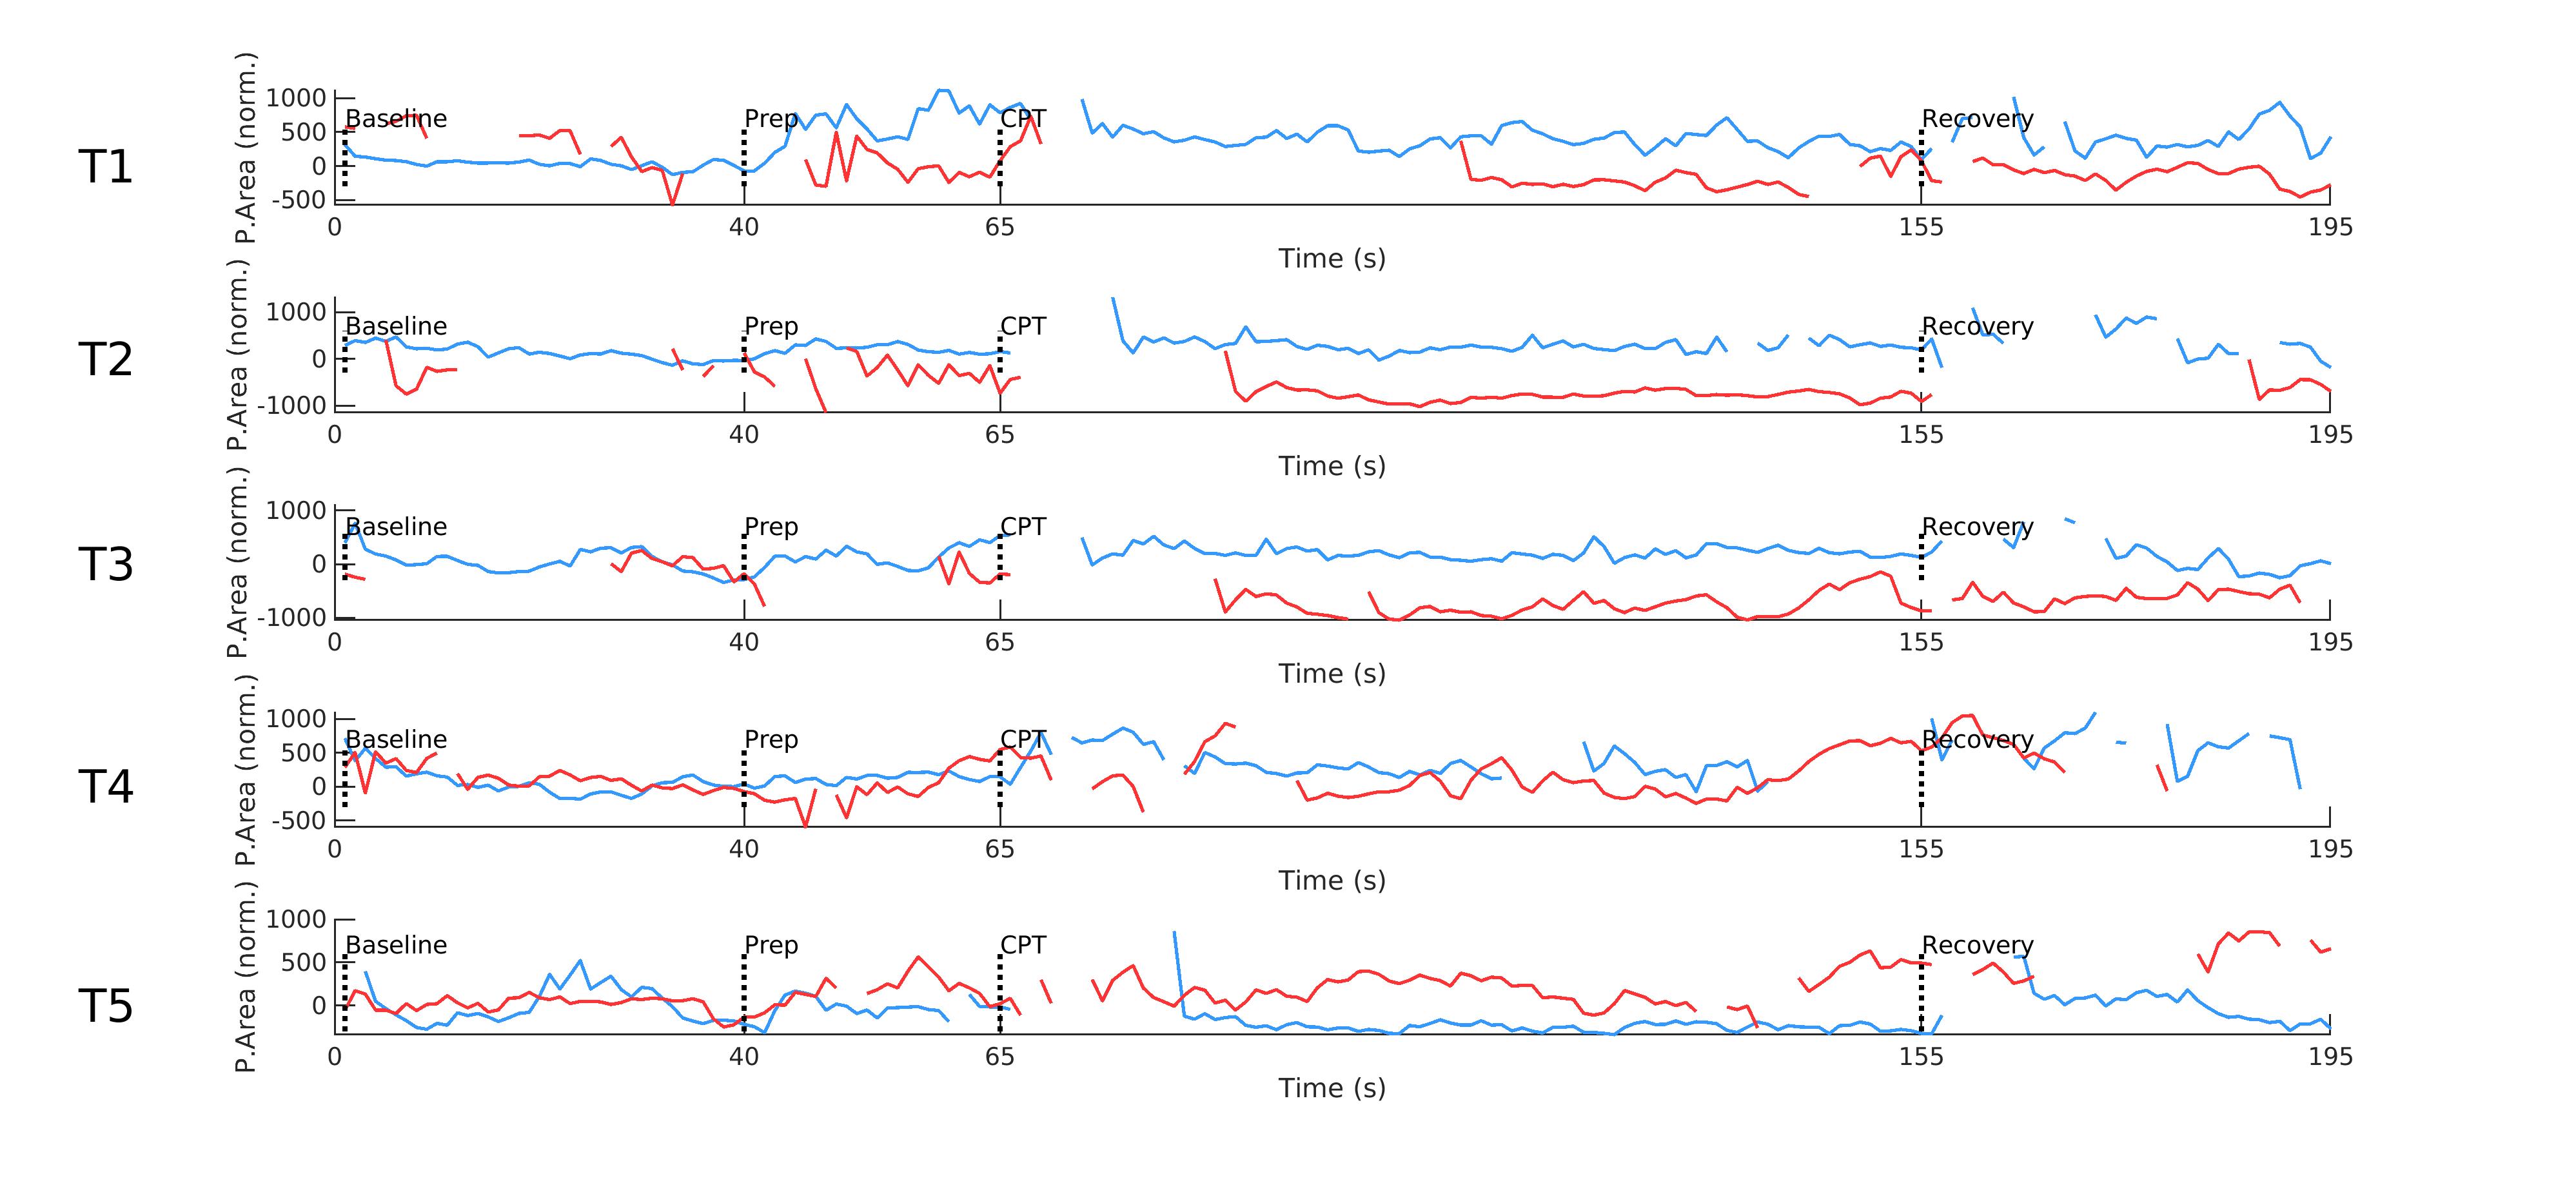 T1
P.Area (norm.)
1000
500
0
-500
Baseline
Prep
CPT
Recovery
0
40
65
155
195
Time (s)
T2
P.Area (norm.)
1000
0
-1000
Baseline
Prep
CPT
Recovery
0
40
65
155
195
Time (s)
T3
P.Area (norm.)
1000
0
-1000
Baseline
Prep
CPT
Recovery
0
40
65
155
195
Time (s)
T4
P.Area (norm.)
1000
500
0
-500
Baseline
Prep
CPT
Recovery
0
40
65
155
195
Time (s)
T5
P.Area (norm.)
1000
500
0
Baseline
Prep
CPT
Recovery
0
40
65
155
195
Time (s)